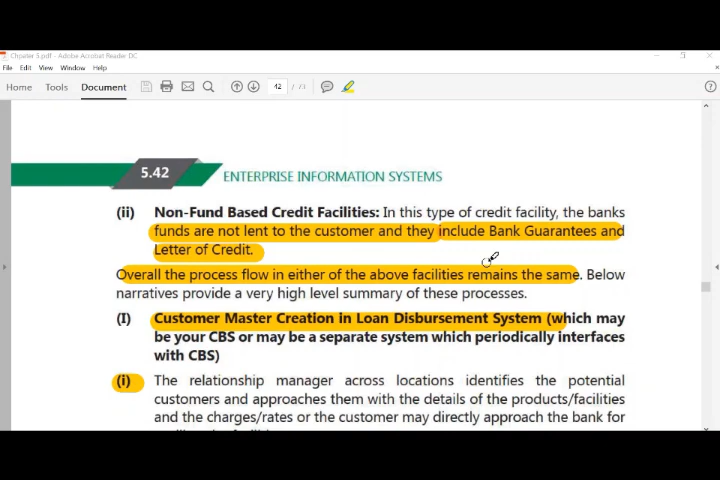 Chpater 5.pdf - Adobe Acrobat Reader DC
File Edit View Window Help
Home Tools Document 42 / 73
5.42 ENTERPRISE INFORMATION SYSTEMS
(ii) Non-Fund Based Credit Facilities: In this type of credit facility, the banks
funds are not lent to the customer and they include Bank Guarantees and
Letter of Credit.
Overall the process flow in either of the above facilities remains the same. Below
narratives provide a very high level summary of these processes.
(I) Customer Master Creation in Loan Disbursement System (which may
be your CBS or may be a separate system which periodically interfaces
with CBS)
(i) The relationship manager across locations identifies the potential
customers and approaches them with the details of the products/facilities
and the charges/rates or the customer may directly approach the bank for